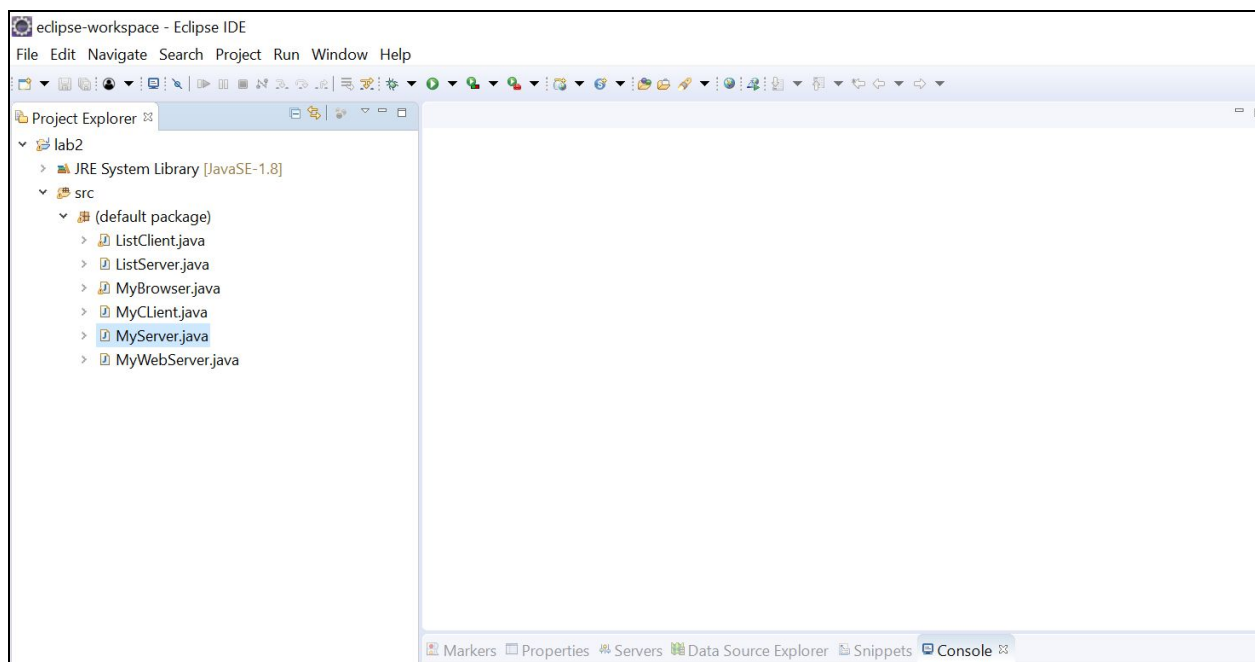 eclipse-workspace - Eclipse IDE
File Edit Navigate Search Project Run Window Help
Project Explorer
lab2
JRE System Library [JavaSE-1.8]
src
(default package)
ListClient.java
ListServer.java
MyBrowser.java
MyCLient.java
MyServer.java
MyWebServer.java
Markers Properties Servers Data Source Explorer Snippets Console